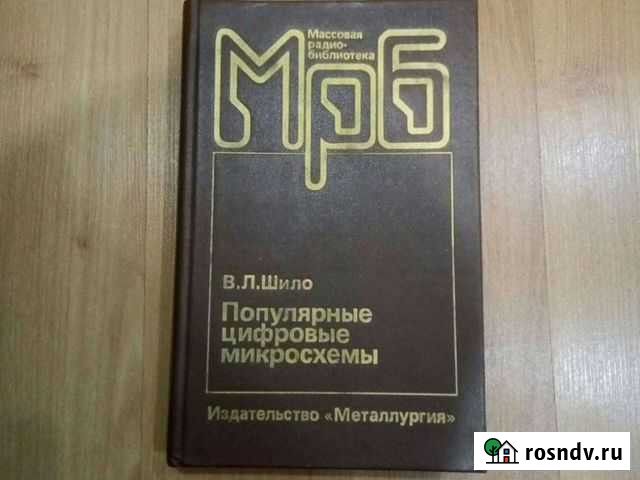 Массовая
радио-
библиотека
Мрб
В.Л.Шило
Популярные
цифровые
микросхемы
Издательство «Металлургия»
rosndv.ru